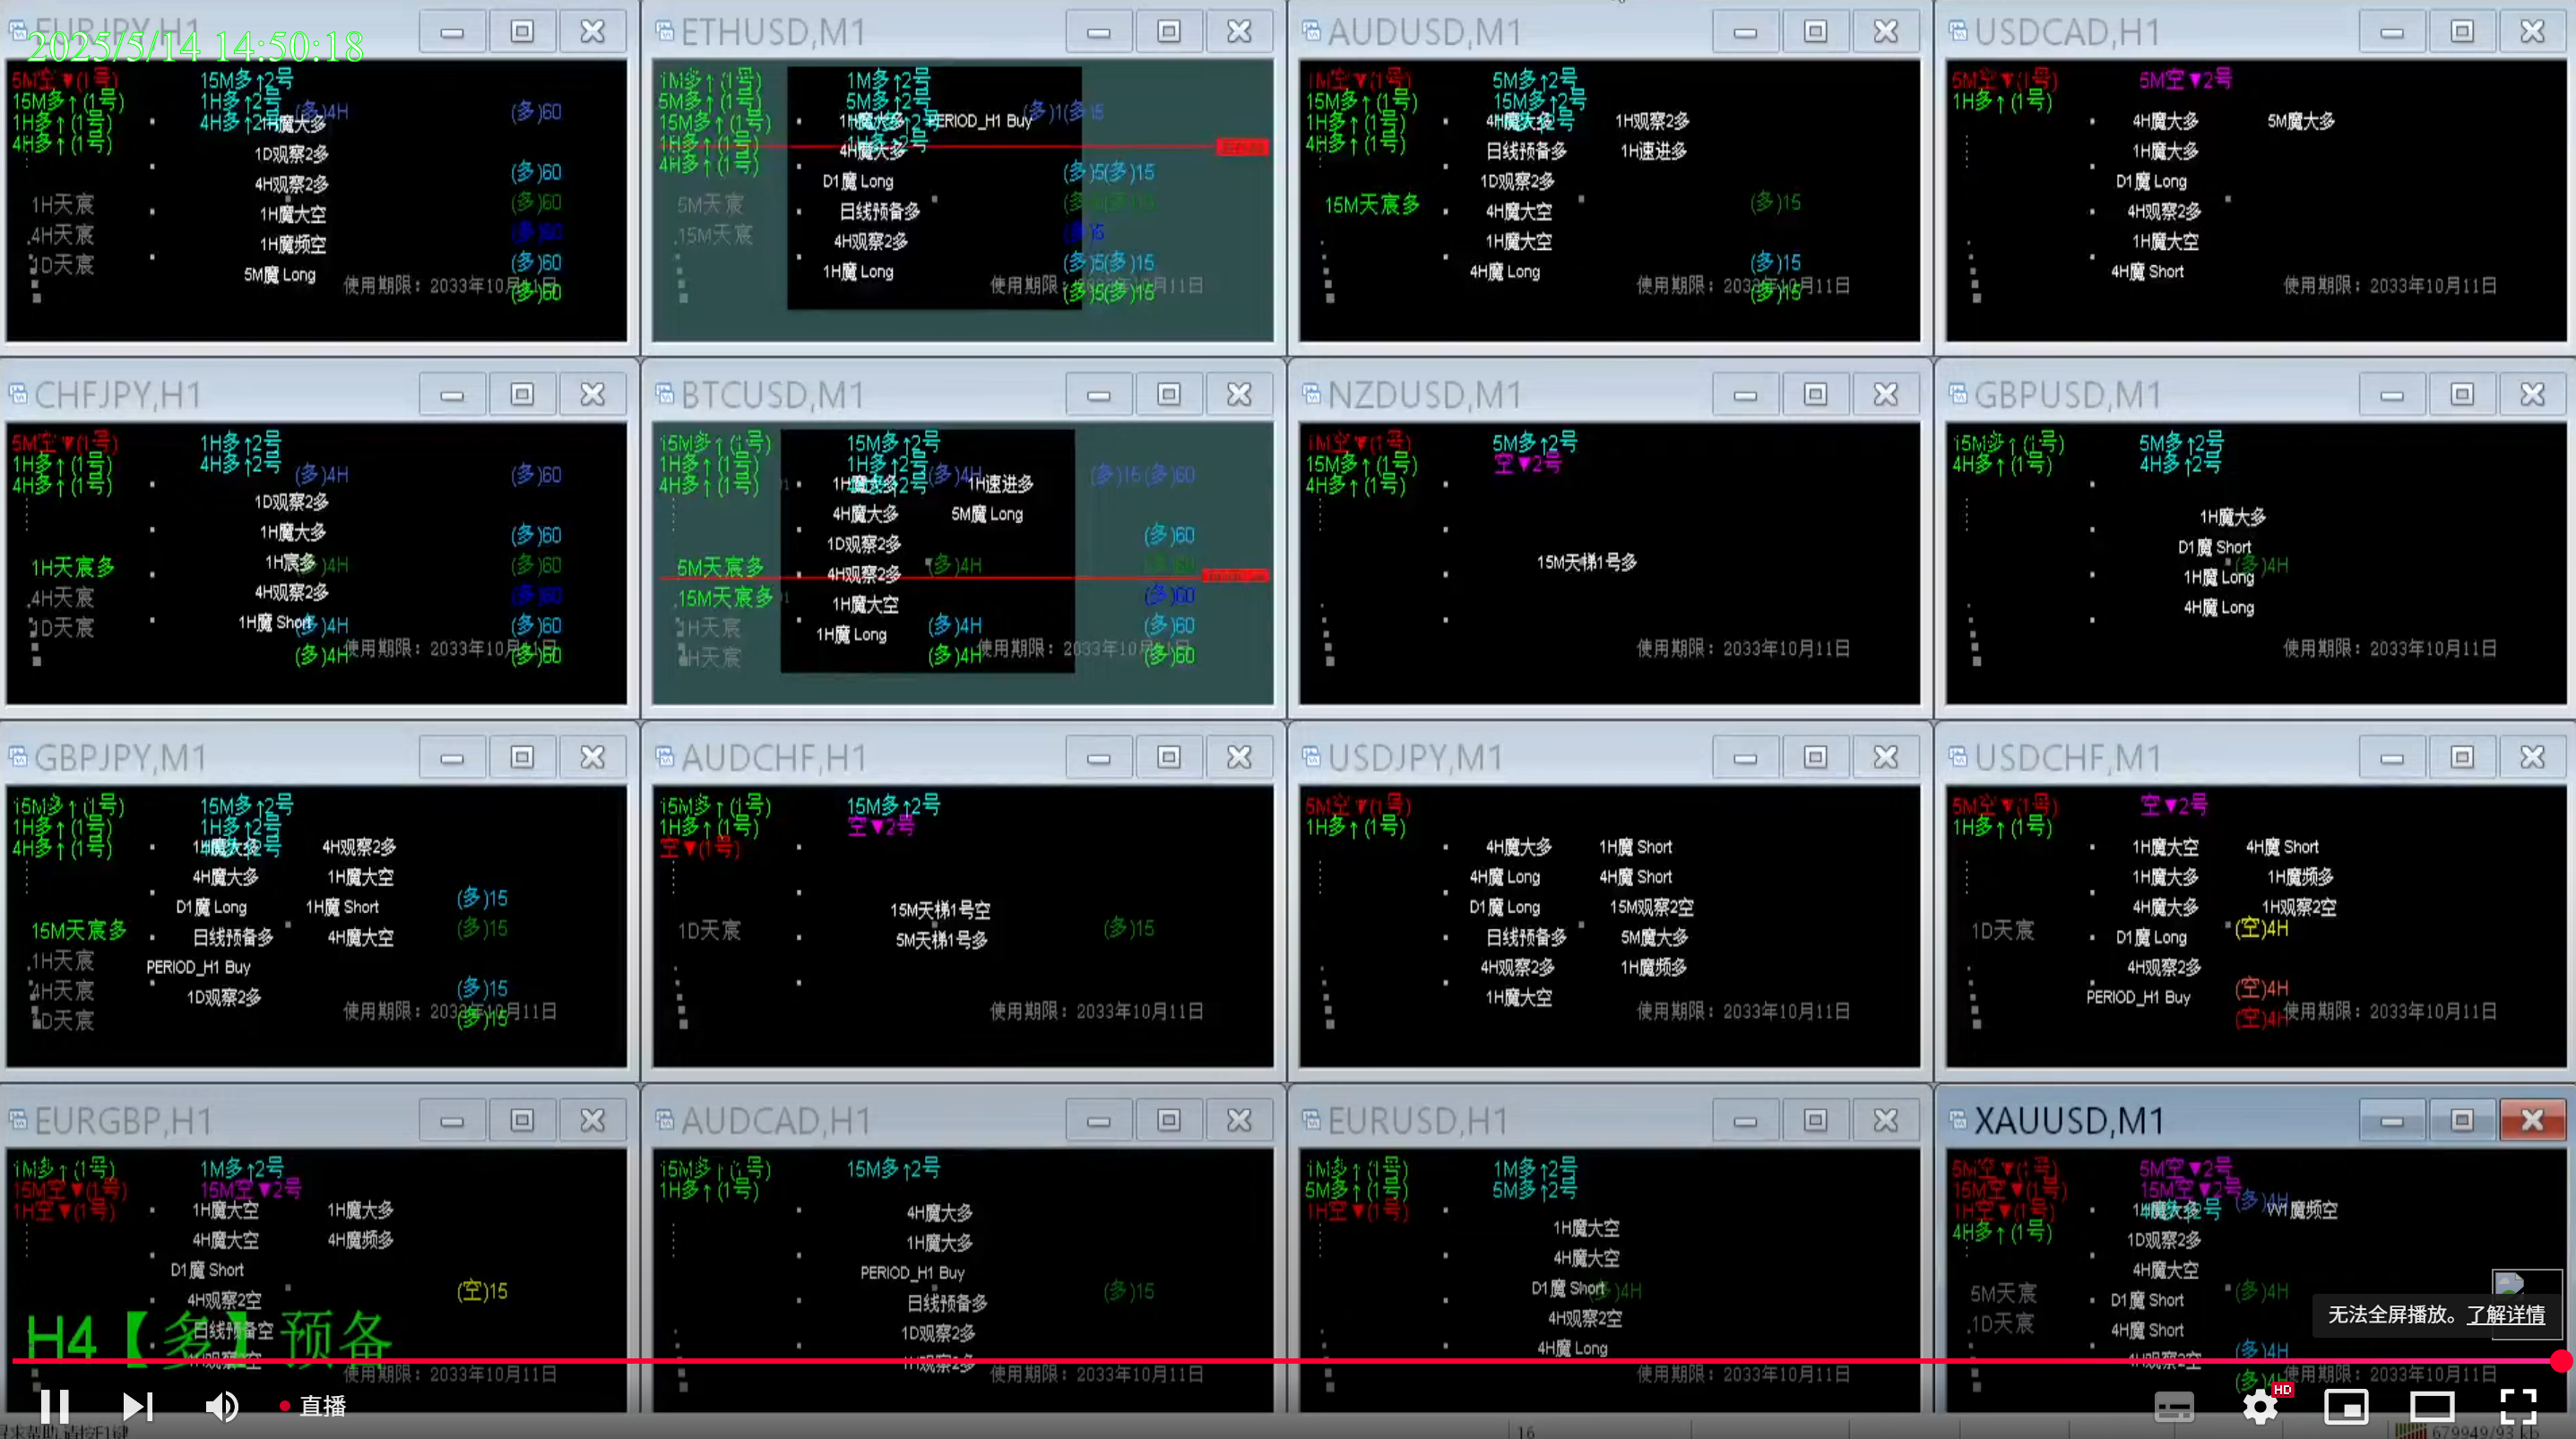 EURJPY,H1
2025/5/14 14:50:18
5M空▼(1号)
15M多↑(1号)
1H多↑(1号)
4H多↑(1号)
15M多↑2号
1H多↑2号
4H多↑2号
(多)4H
(多)60
1H魔大多
1D观察2多
4H观察2多
1H魔大空
1H魔频空
5M魔 Long
1H天宸
4H天宸
1D天宸
(多)60
(多)60
(多)60
(多)60
(多)60
使用期限：2033年10月11日
ETHUSD,M1
1M多↑(1号)
5M多↑(1号)
15M多↑(1号)
1H多↑(1号)
4H多↑(1号)
1M多↑2号
5M多↑2号
1H魔大多
PERIOD_H1 Buy
4H魔大多
D1魔 Long
日线预备多
4H观察2多
1H魔 Long
5M天宸
15M天宸
(多)5(多)15
(多)5(多)15
(多)5(多)15
使用期限：
AUDUSD,M1
1M空▼(1号)
15M多↑(1号)
1H多↑(1号)
4H多↑(1号)
5M多↑2号
15M多↑2号
4H魔大多
1H观察2多
日线预备多
1H速进多
1D观察2多
4H魔大空
1H魔大空
4H魔 Long
15M天宸多
(多)15
(多)15
(多)15
使用期限：2033年10月11日
USDCAD,H1
5M空▼(1号)
1H多↑(1号)
5M空▼2号
4H魔大多
5M魔大多
1H魔大多
D1魔 Long
4H观察2多
1H魔大空
4H魔 Short
使用期限：2033年10月11日
CHFJPY,H1
5M空▼(1号)
1H多↑(1号)
4H多↑(1号)
1H多↑2号
4H多↑2号
(多)4H
(多)60
1D观察2多
1H魔大多
1H宸多
4H观察2多
1H魔 Short
1H天宸多
4H天宸
1D天宸
(多)60
(多)4H
(多)60
(多)60
(多)4H
(多)60
(多)4H
(多)60
使用期限：2033年10月11日
BTCUSD,M1
15M多↑(1号)
1H多↑(1号)
4H多↑(1号)
15M多↑2号
1H多↑2号
(多)4H
(多)15(多)60
1H魔大多
1H速进多
4H魔大多
5M魔 Long
1D观察2多
4H观察2多
1H魔大空
1H魔 Long
5M天宸多
15M天宸多
1H天宸
4H天宸
(多)60
(多)4H
(多)60
(多)4H
(多)60
(多)4H
(多)60
使用期限：2033年10月11日
NZDUSD,M1
1M空▼(1号)
15M多↑(1号)
4H多↑(1号)
5M多↑2号
空▼2号
15M天梯1号多
使用期限：2033年10月11日
GBPUSD,M1
15M多↑(1号)
4H多↑(1号)
5M多↑2号
4H多↑2号
1H魔大多
D1魔 Short
1H魔 Long
4H魔 Long
(多)4H
使用期限：2033年10月11日
GBPJPY,M1
15M多↑(1号)
1H多↑(1号)
4H多↑(1号)
15M多↑2号
1H多↑2号
1H魔大多
4H观察2多
4H魔大多
1H魔大空
D1魔 Long
1H魔 Short
日线预备多
4H魔大空
PERIOD_H1 Buy
1D观察2多
15M天宸多
1H天宸
4H天宸
1D天宸
(多)15
(多)15
(多)15
(多)15
使用期限：2033年10月11日
AUDCHF,H1
15M多↑(1号)
1H多↑(1号)
空▼(1号)
15M多↑2号
空▼2号
15M天梯1号空
5M天梯1号多
1D天宸
(多)15
使用期限：2033年10月11日
USDJPY,M1
5M空▼(1号)
1H多↑(1号)
4H魔大多
1H魔 Short
4H魔 Long
4H魔 Short
D1魔 Long
15M观察2空
日线预备多
5M魔大多
4H观察2多
1H魔频多
1H魔大空
使用期限：2033年10月11日
USDCHF,M1
5M空▼(1号)
1H多↑(1号)
空▼2号
1H魔大空
4H魔 Short
1H魔大多
1H魔频多
4H魔大多
1H观察2空
D1魔 Long
4H观察2多
PERIOD_H1 Buy
1D天宸
(空)4H
(空)4H
(空)4H
使用期限：2033年10月11日
EURGBP,H1
1M多↑(1号)
15M空▼(1号)
1H空▼(1号)
1M多↑2号
15M空▼2号
1H魔大空
1H魔大多
4H魔大空
4H魔频多
D1魔 Short
4H观察2空
日线预备空
(空)15
H4【多】预备
使用期限：2033年10月11日
AUDCAD,H1
15M多↑(1号)
1H多↑(1号)
15M多↑2号
4H魔大多
1H魔大多
PERIOD_H1 Buy
日线预备多
1D观察2多
1H观察2多
(多)15
使用期限：2033年10月11日
EURUSD,H1
1M多↑(1号)
5M多↑(1号)
1H空▼(1号)
1M多↑2号
5M多↑2号
1H魔大空
4H魔大空
D1魔 Short
4H观察2空
4H魔 Long
使用期限：2033年10月11日
XAUUSD,M1
5M空▼(1号)
15M空▼(1号)
1H空▼(1号)
4H多↑(1号)
5M空▼2号
15M空▼2号
(多)4H
1D观察2多
4H魔大空
D1魔 Short
4H魔 Short
5M天宸
1D天宸
(多)4H
(多)4H
使用期限：2033年10月11日
无法全屏播放。了解详情
直播
HD
16